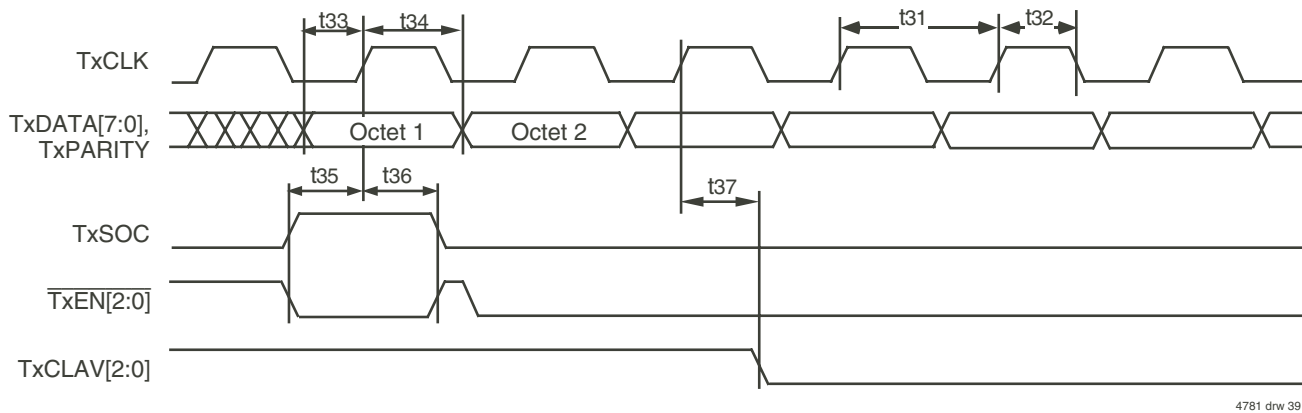 t33
t34
t31
t32
TxCLK
TxDATA[7:0],
TxPARITY
Octet 1
Octet 2
t35
t36
t37
TxSOC
TxEN[2:0]
TxCLAV[2:0]
4781 drw 39